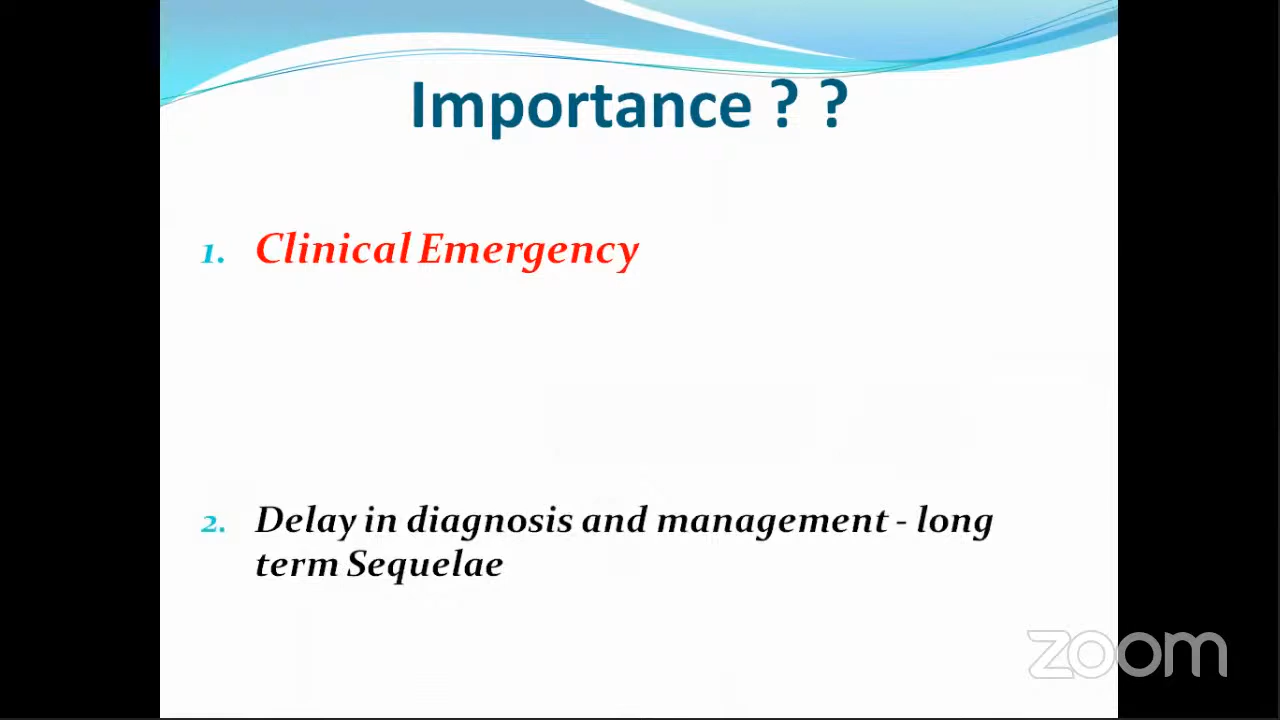 Importance ? ?
1. Clinical Emergency
2. Delay in diagnosis and management - long
term Sequelae
zoom